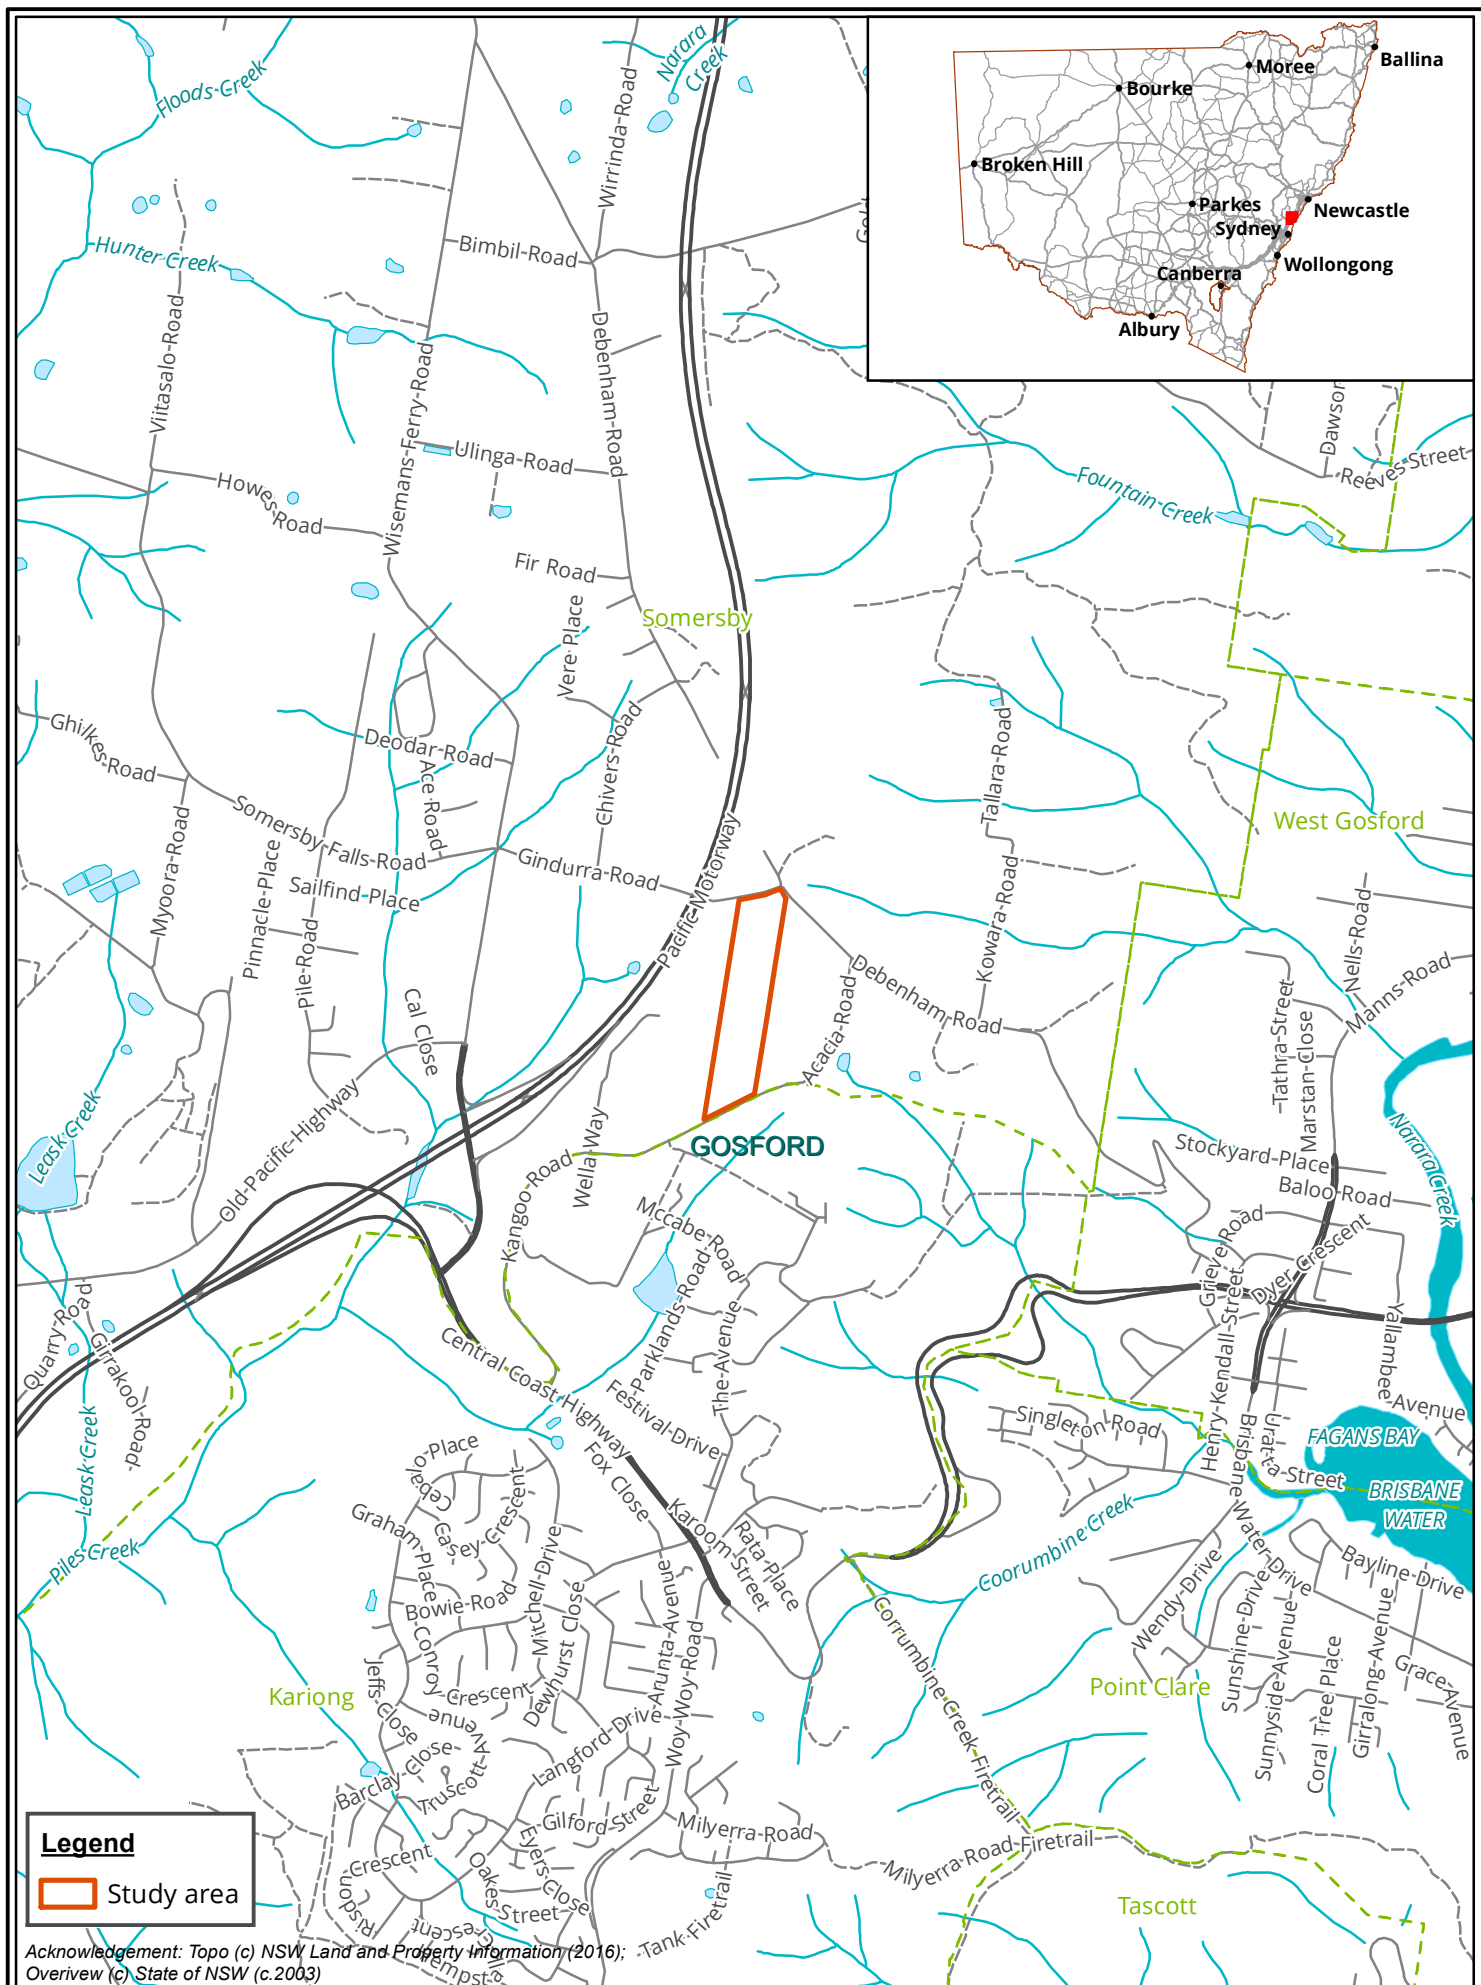 Floods Creek
Narara
Creek
Wirrinda Road
Moree
Ballina
Bourke
Broken Hill
Parkes
Newcastle
Sydney
Wollongong
Canberra
Albury
Hunter Creek
Bimbil Road
Viitasalo Road
Debenham Road
Wisemans Ferry Road
Ulinga Road
Dawson
Reeves Street
Howes Road
Fountain Creek
Fir Road
Somersby
Vere Place
Ghilkes Road
Deodar Road
Ace Road
Chivers Road
Tallara Road
West Gosford
Somersby Falls Road
Gindurra Road
Pacific Motorway
Myoora Road
Pinnacle Place
Sailfind Place
Pile Road
Kowara Road
Nells Road
Manns Road
Debenham Road
Acacia Road
Cal Close
Tathra Street
Marstan Close
Leask Creek
Old Pacific Highway
GOSFORD
Wella Way
Kangoo Road
Mccabe Road
Stockyard Place
Baloo Road
Narara Creek
Grieve Road
Dyer Crescent
Quarry Road
Girrakool Road
Central Coast Highway
Parklands Road
The Avenue
Festival Drive
Henry Kendall Street
Yallambee Avenue
Singleton Road
Brisbane Water Drive
Uratta Street
FAGANS BAY
BRISBANE
WATER
Leask Creek
Piles Creek
Cebalo Place
Fox Close
Graham Place
Casey Crescent
Karoom Street
Rata Place
Coorumbine Creek
Bayline Drive
Bowie Road
Mitchell Drive
Dewhurst Close
Arunta Avenue
Woy Woy Road
Wendy Drive
Sunshine Drive
Sunnyside Avenue
Coral Tree Place
Girralong Avenue
Grace Avenue
Kariong
Jeffs Close
Conroy Crescent
Corrumbine Creek Firetrail
Point Clare
Barclay Close
Truscott Avenue
Langford Drive
Gilford Street
Milyerra Road
Milyerra Road Firetrail
Eyers Close
Oakes Street
Risdon Crescent
Tank Firetrail
Tascott
Legend
Study area
Acknowledgement: Topo (c) NSW Land and Property Information (2016);
Overivew (c) State of NSW (c.2003)